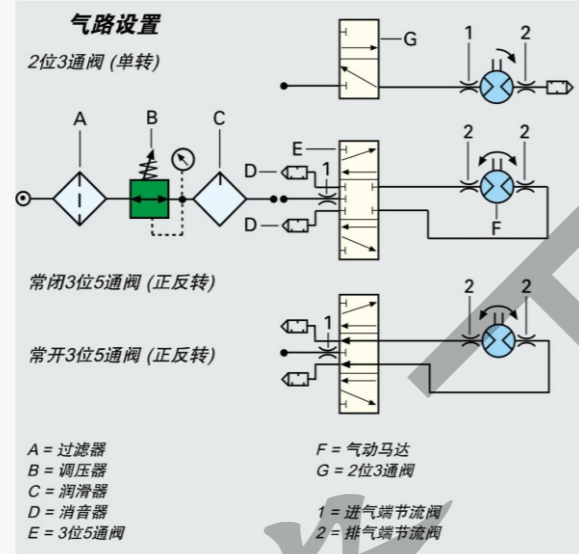 气路设置
2位3通阀 (单转)
G
1
2
A
B
C
E
D
1
2
2
D
F
常闭3位5通阀 (正反转)
1
2
2
常开3位5通阀 (正反转)
A = 过滤器
B = 调压器
C = 润滑器
D = 消音器
E = 3位5通阀
F = 气动马达
G = 2位3通阀
1 = 进气端节流阀
2 = 排气端节流阀